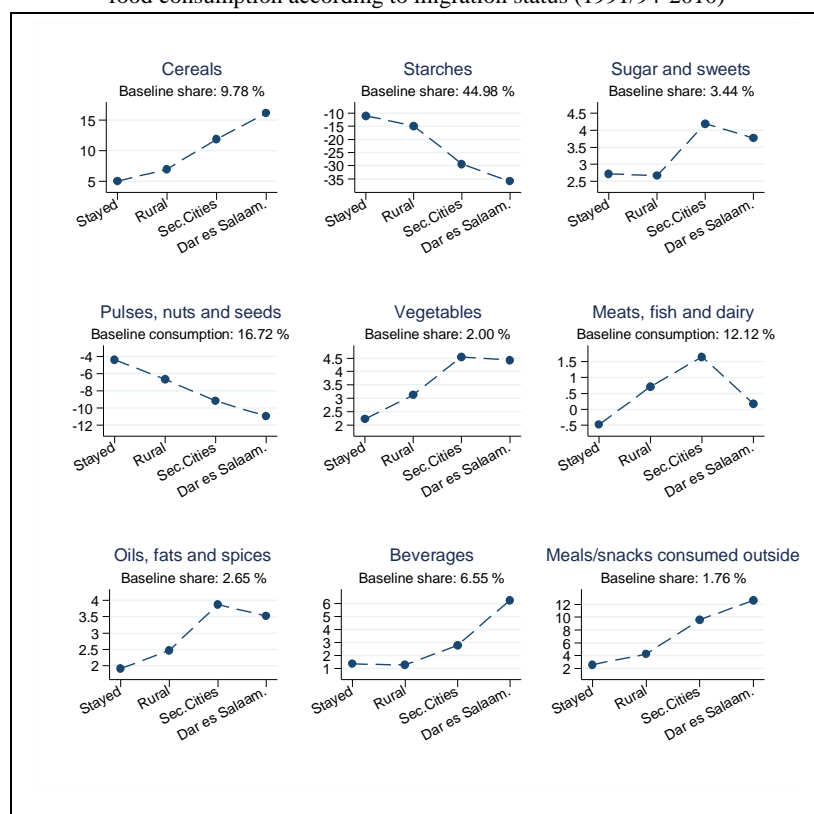 food consumption according to migration status (1991/94-2010)
Cereals
Baseline share: 9.78 %
15
10
5
Stayed
Rural
Sec.Cities
Dar es Salaam.
Starches
Baseline share: 44.98 %
-10
-15
-20
-25
-30
-35
Stayed
Rural
Sec.Cities
Dar es Salaam.
Sugar and sweets
Baseline share: 3.44 %
4.5
4
3.5
3
2.5
Stayed
Rural
Sec.Cities
Dar es Salaam.
Pulses, nuts and seeds
Baseline consumption: 16.72 %
-4
-6
-8
-10
-12
Stayed
Rural
Sec.Cities
Dar es Salaam.
Vegetables
Baseline share: 2.00 %
4.5
4
3.5
3
2.5
2
Stayed
Rural
Sec.Cities
Dar es Salaam.
Meats, fish and dairy
Baseline consumption: 12.12 %
1.5
1
.5
0
-.5
Stayed
Rural
Sec.Cities
Dar es Salaam.
Oils, fats and spices
Baseline share: 2.65 %
4
3.5
3
2.5
2
Stayed
Rural
Sec.Cities
Dar es Salaam.
Beverages
Baseline share: 6.55 %
6
5
4
3
2
1
Stayed
Rural
Sec.Cities
Dar es Salaam.
Meals/snacks consumed outside
Baseline share: 1.76 %
12
10
8
6
4
2
Stayed
Rural
Sec.Cities
Dar es Salaam.